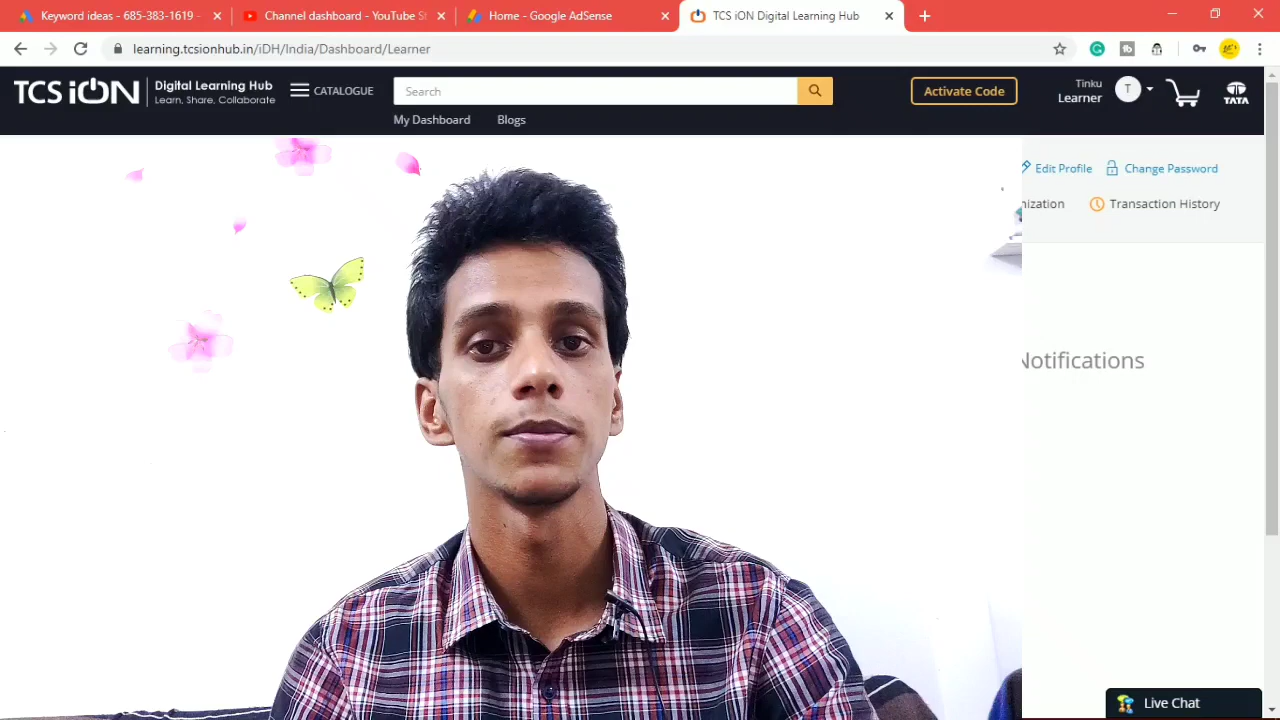 Keyword ideas - 685-383-1619 -
Channel dashboard - YouTube St
Home - Google AdSense
TCS iON Digital Learning Hub
learning.tcsionhub.in/iDH/India/Dashboard/Learner
TCS iON
Digital Learning Hub
Learn, Share, Collaborate
CATALOGUE
Search
Activate Code
Tinku
Learner
T
TATA
My Dashboard
Blogs
Edit Profile
Change Password
nization
Transaction History
Notifications
Live Chat